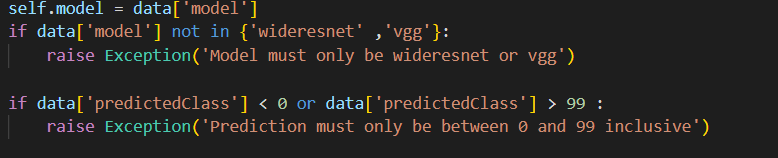 self.model = data['model']
if data['model'] not in {'wideresnet' ,'vgg'}:
    raise Exception('Model must only be wideresnet or vgg')

if data['predictedClass'] < 0 or data['predictedClass'] > 99 :
    raise Exception('Prediction must only be between 0 and 99 inclusive')